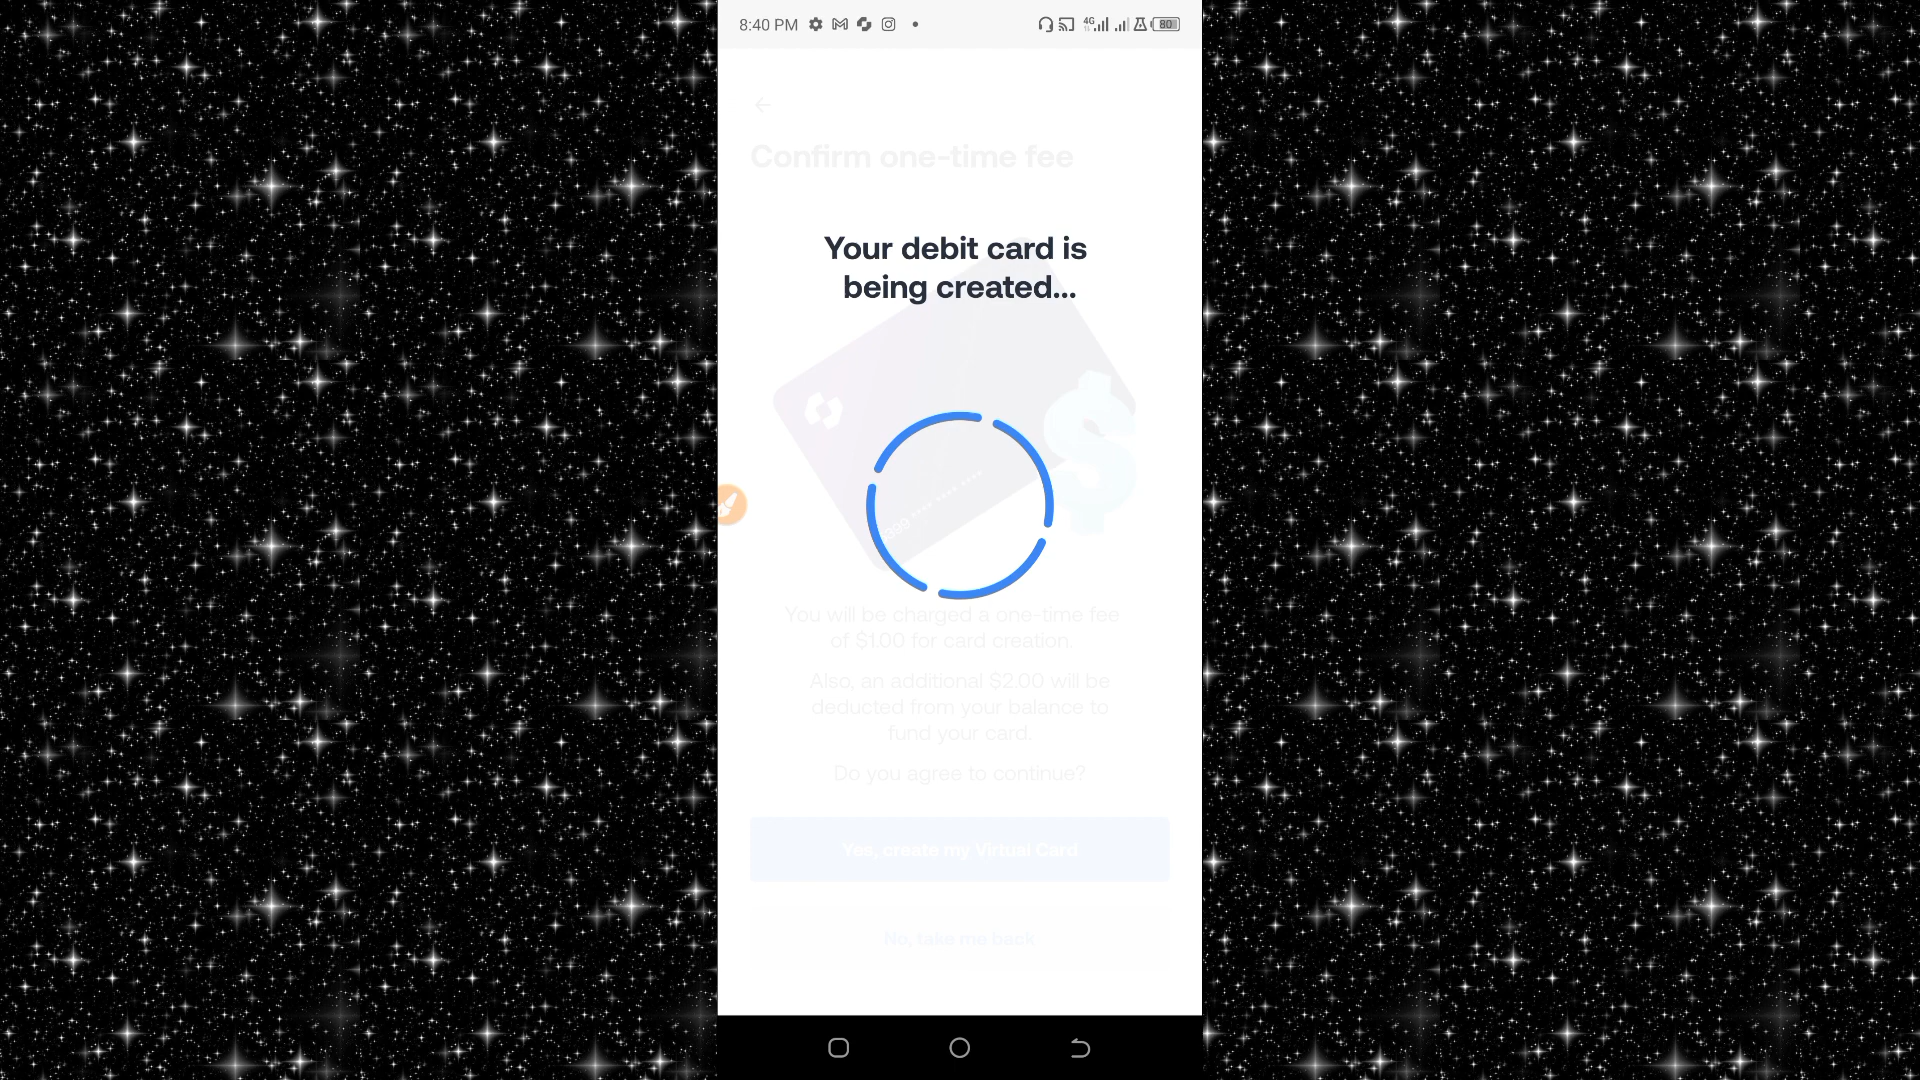 8:40 PM
4G
80
Confirm one-time fee
Your debit card is
being created...
You will be charged a one-time fee
of $1.00 for card creation.
Also, an additional $2.00 will be
deducted from your balance to
fund your card.
Do you agree to continue?
Yes, create my Virtual Card
No, take me back